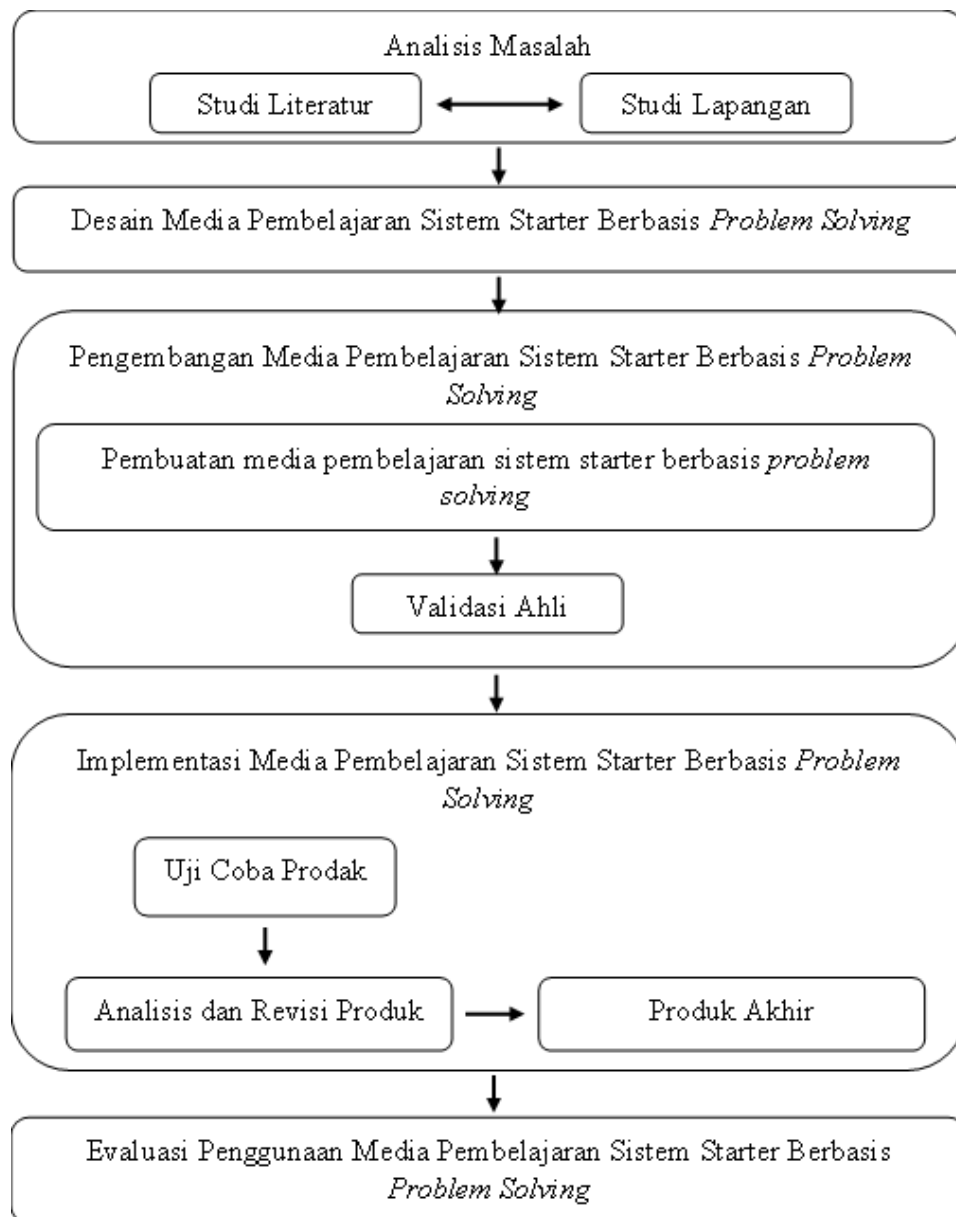 Analisis Masalah
Studi Literatur
Studi Lapangan
Desain Media Pembelajaran Sistem Starter Berbasis Problem Solving
Pengembangan Media Pembelajaran Sistem Starter Berbasis Problem
Solving
Pembuatan media pembelajaran sistem starter berbasis problem
solving
Validasi Ahli
Implementasi Media Pembelajaran Sistem Starter Berbasis Problem
Solving
Uji Coba Prodak
Analisis dan Revisi Produk
Produk Akhir
Evaluasi Penggunaan Media Pembelajaran Sistem Starter Berbasis
Problem Solving